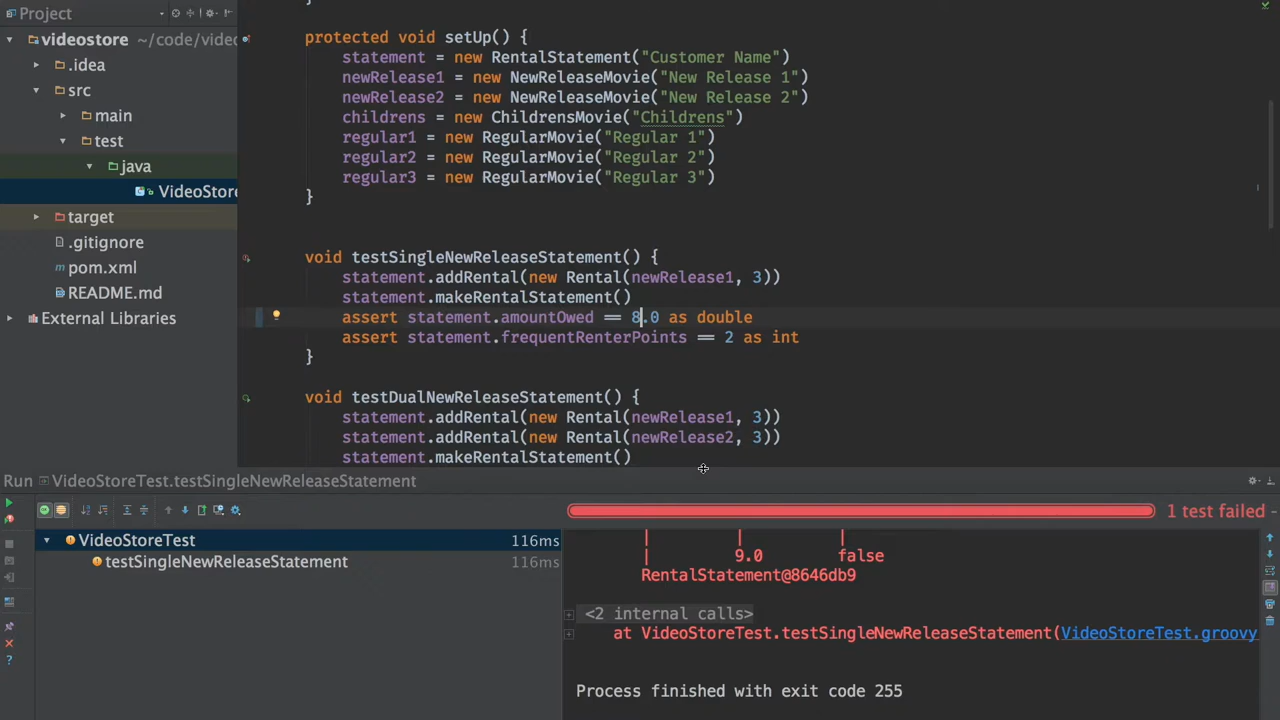 Project
videostore ~/code/video
.idea
src
main
test
java
VideoStore
target
.gitignore
pom.xml
README.md
External Libraries
}
protected void setUp() {
statement = new RentalStatement("Customer Name")
newRelease1 = new NewReleaseMovie("New Release 1")
newRelease2 = new NewReleaseMovie("New Release 2")
childrens = new ChildrensMovie("Childrens")
regular1 = new RegularMovie("Regular 1")
regular2 = new RegularMovie("Regular 2")
regular3 = new RegularMovie("Regular 3")
}
void testSingleNewReleaseStatement() {
statement.addRental(new Rental(newRelease1, 3))
statement.makeRentalStatement()
assert statement.amountOwed == 8.0 as double
assert statement.frequentRenterPoints == 2 as int
}
void testDualNewReleaseStatement() {
statement.addRental(new Rental(newRelease1, 3))
statement.addRental(new Rental(newRelease2, 3))
statement.makeRentalStatement()
Run VideoStoreTest.testSingleNewReleaseStatement
1 test failed -
VideoStoreTest 116ms
testSingleNewReleaseStatement 116ms
| | |
| 9.0 false
RentalStatement@8646db9
<2 internal calls>
at VideoStoreTest.testSingleNewReleaseStatement(VideoStoreTest.groovy
Process finished with exit code 255